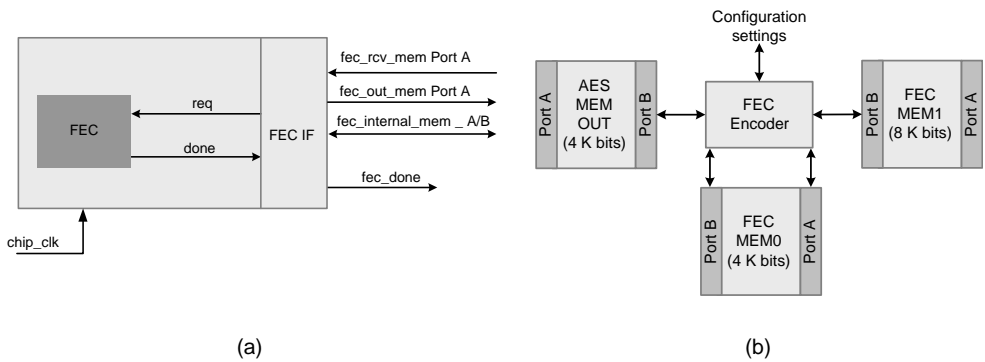 fec_rcv_mem Port A
fec_out_mem Port A
fec_internal_mem _ A/B
fec_done
FEC
req
done
FEC IF
chip_clk
(a)
Configuration
settings
Port A
AES
MEM
OUT
(4 K bits)
Port B
FEC
Encoder
Port B
FEC
MEM1
(8 K bits)
Port A
Port B
FEC
MEM0
(4 K bits)
Port A
(b)